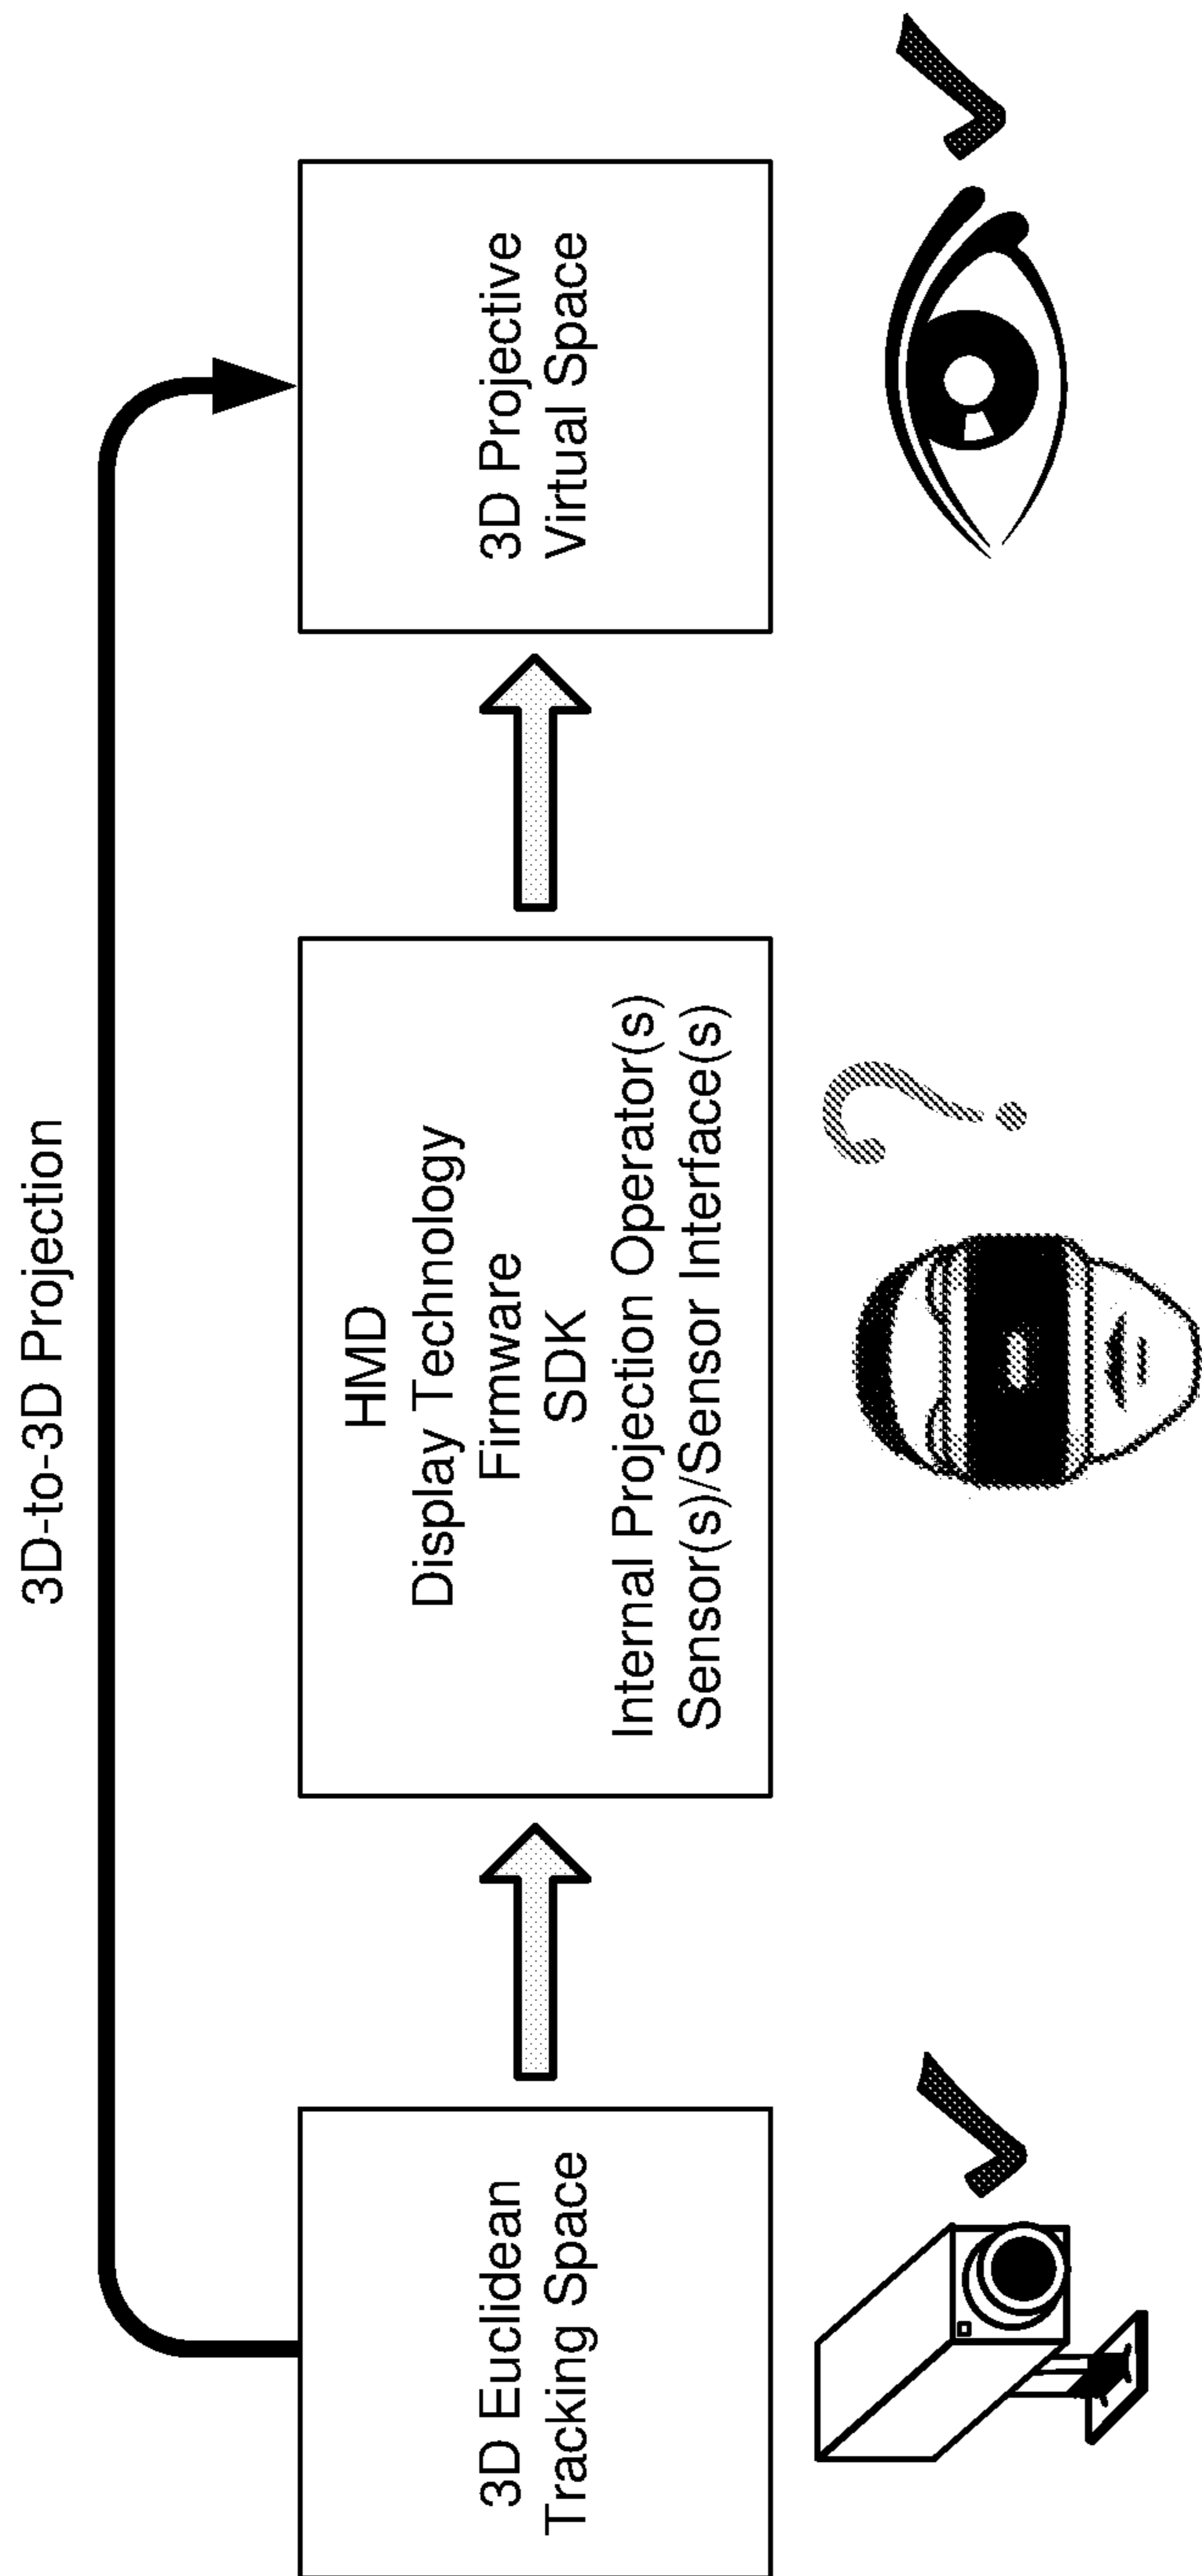 3D-to-3D Projection
3D Euclidean
Tracking Space
HMD
Display Technology
Firmware
SDK
Internal Projection Operator(s)
Sensor(s)/Sensor Interface(s)
3D Projective
Virtual Space
?